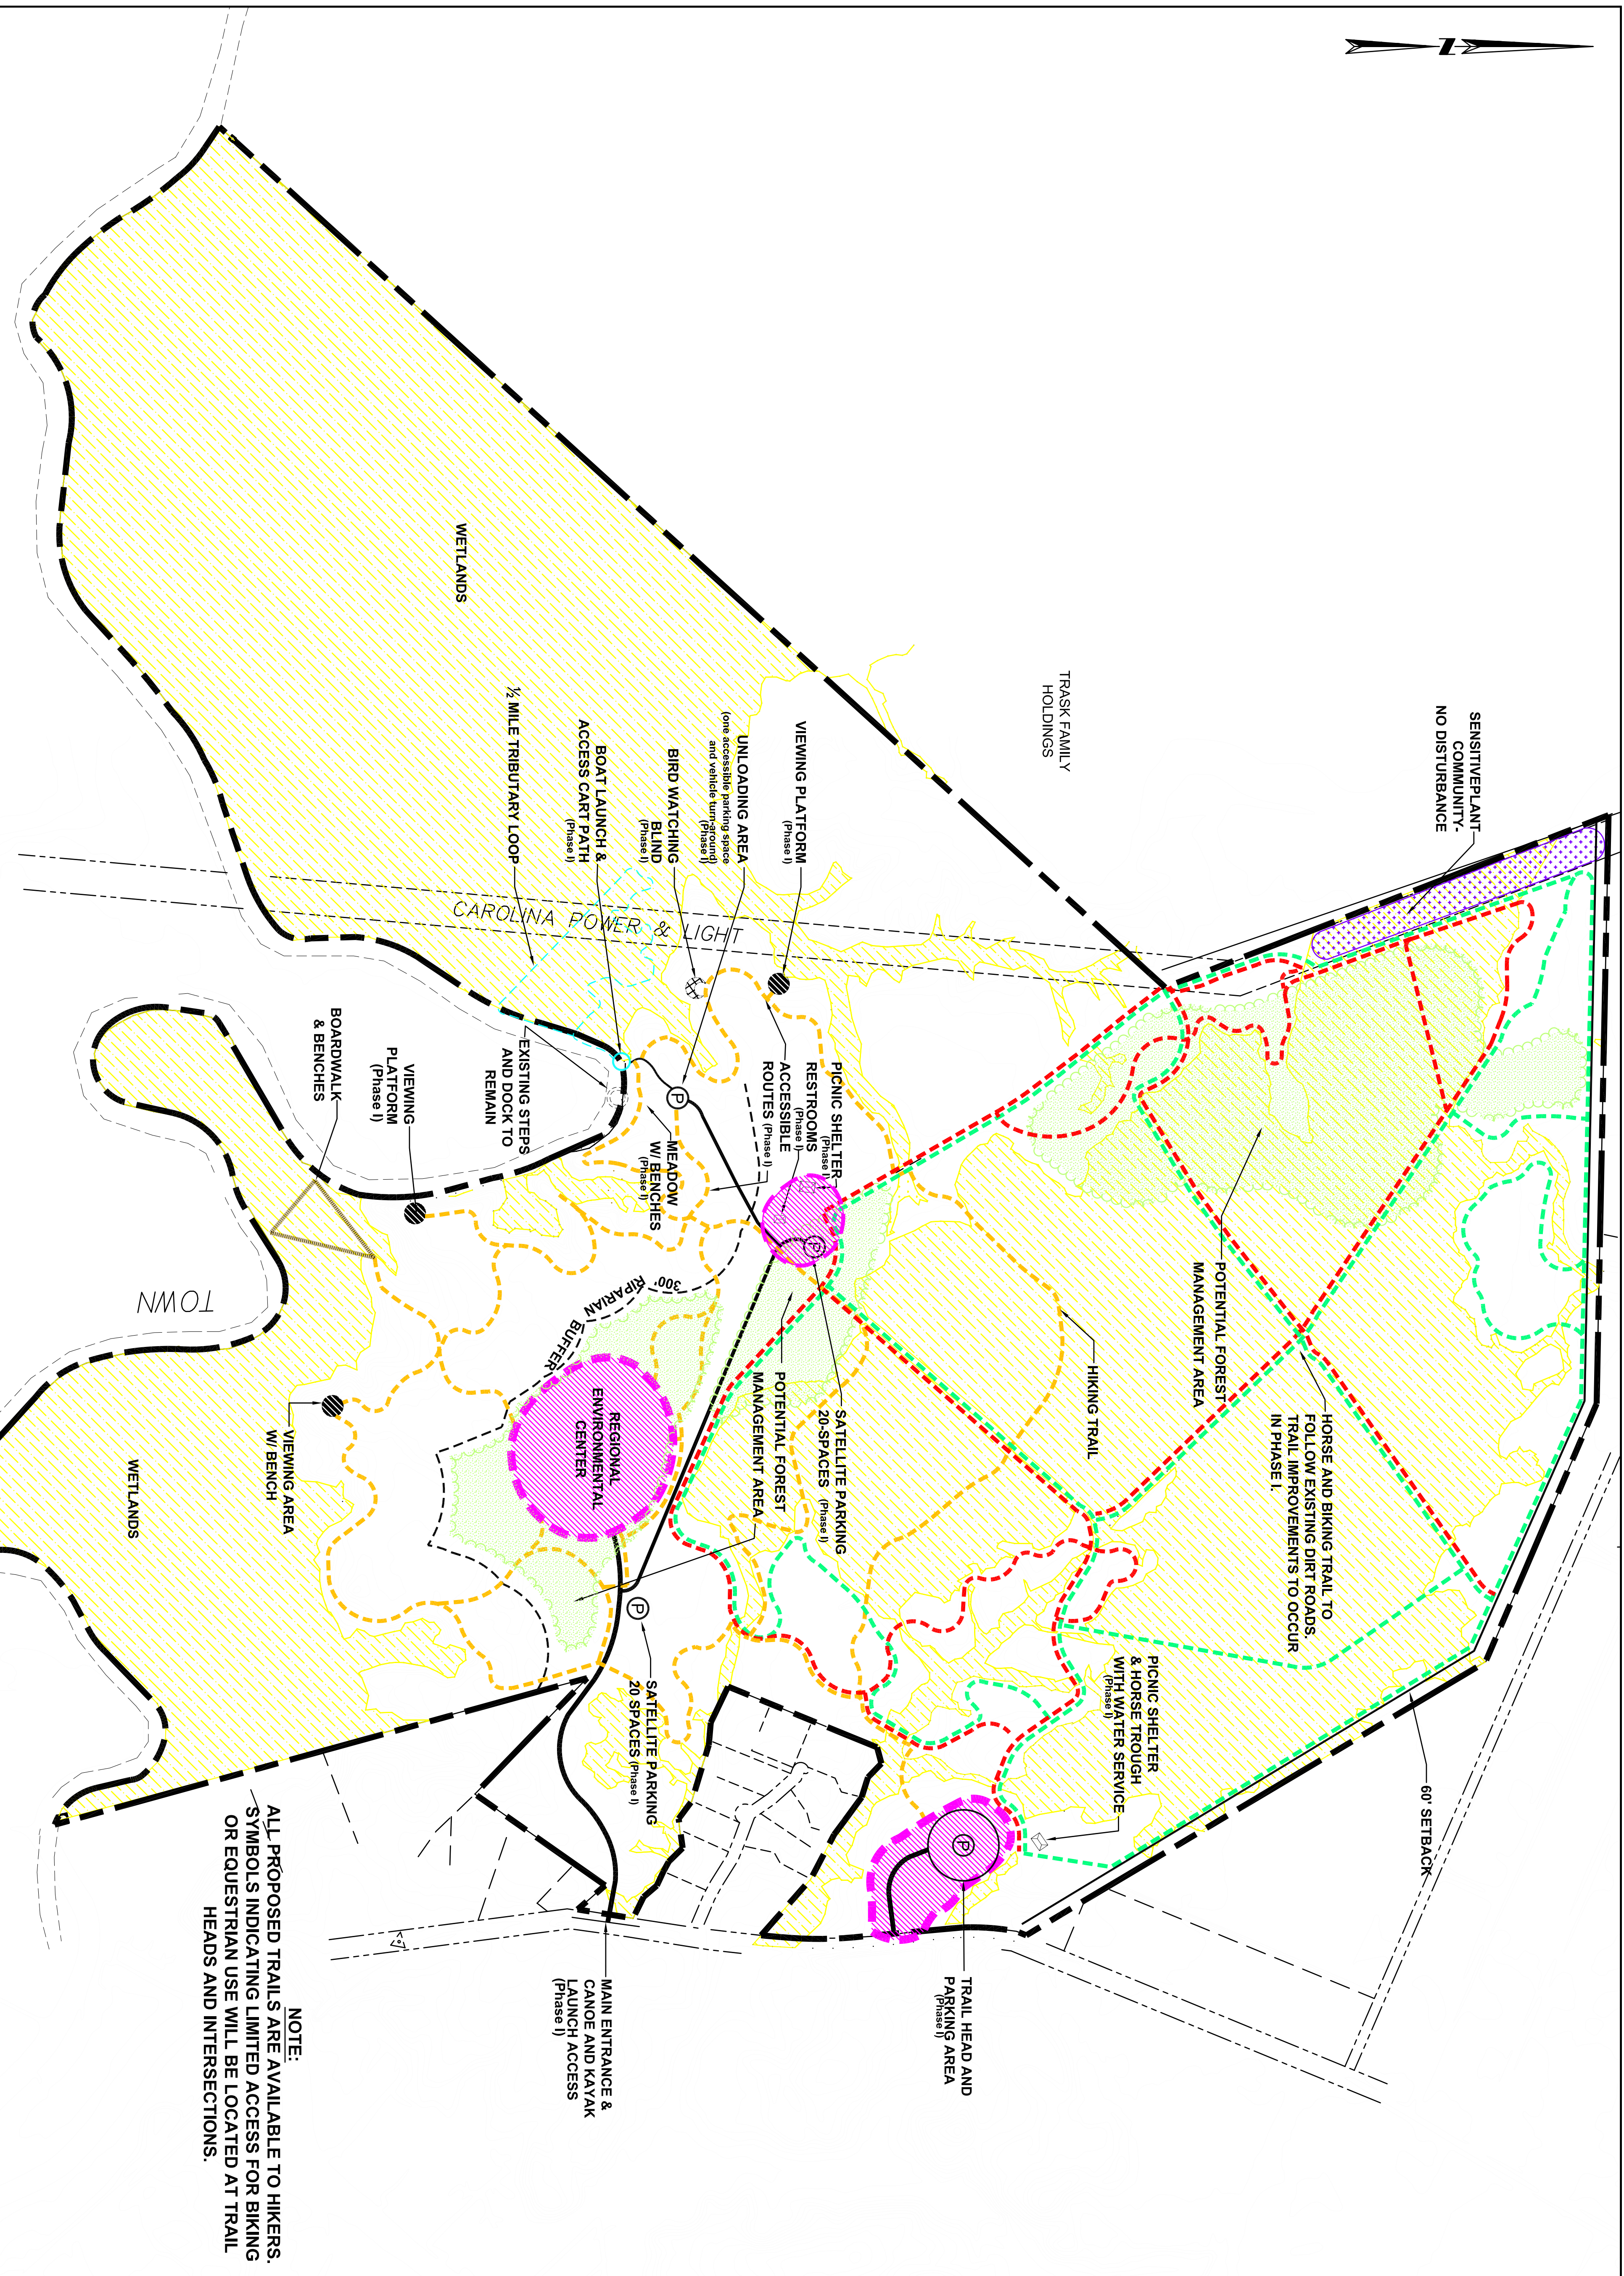 N
SENSITIVEPLANT
COMMUNITY-
NO DISTURBANCE
TRASK FAMILY
HOLDINGS
POTENTIAL FOREST
MANAGEMENT AREA
HORSE AND BIKING TRAIL TO
FOLLOW EXISTING DIRT ROADS.
TRAIL IMPROVEMENTS TO OCCUR
IN PHASE I.
60' SETBACK
HIKING TRAIL
PICNIC SHELTER
& HORSE TROUGH
WITH WATER SERVICE
(Phase I)
VIEWING PLATFORM
(Phase I)
UNLOADING AREA
(one accessible parking space
and vehicle turn-around)
(Phase I)
BIRD WATCHING
BLIND
(Phase I)
BOAT LAUNCH &
ACCESS CART PATH
(Phase I)
½ MILE TRIBUTARY LOOP
PICNIC SHELTER
(Phase I)
RESTROOMS
(Phase I)
ACCESSIBLE
ROUTES (Phase I)
SATELLITE PARKING
20-SPACES (Phase I)
POTENTIAL FOREST
MANAGEMENT AREA
P
P
P
P
TRAIL HEAD AND
PARKING AREA
(Phase I)
CAROLINA POWER & LIGHT
MEADOW
W/ BENCHES
(Phase I)
EXISTING STEPS
AND DOCK TO
REMAIN
300' RIPARIAN BUFFER
REGIONAL
ENVIRONMENTAL
CENTER
SATELLITE PARKING
20 SPACES (Phase I)
MAIN ENTRANCE &
CANOE AND KAYAK
LAUNCH ACCESS
(Phase I)
WETLANDS
VIEWING
PLATFORM
(Phase I)
BOARDWALK
& BENCHES
VIEWING AREA
W/ BENCH
TOWN
WETLANDS
NOTE:
ALL PROPOSED TRAILS ARE AVAILABLE TO HIKERS.
SYMBOLS INDICATING LIMITED ACCESS FOR BIKING
OR EQUESTRIAN USE WILL BE LOCATED AT TRAIL
HEADS AND INTERSECTIONS.